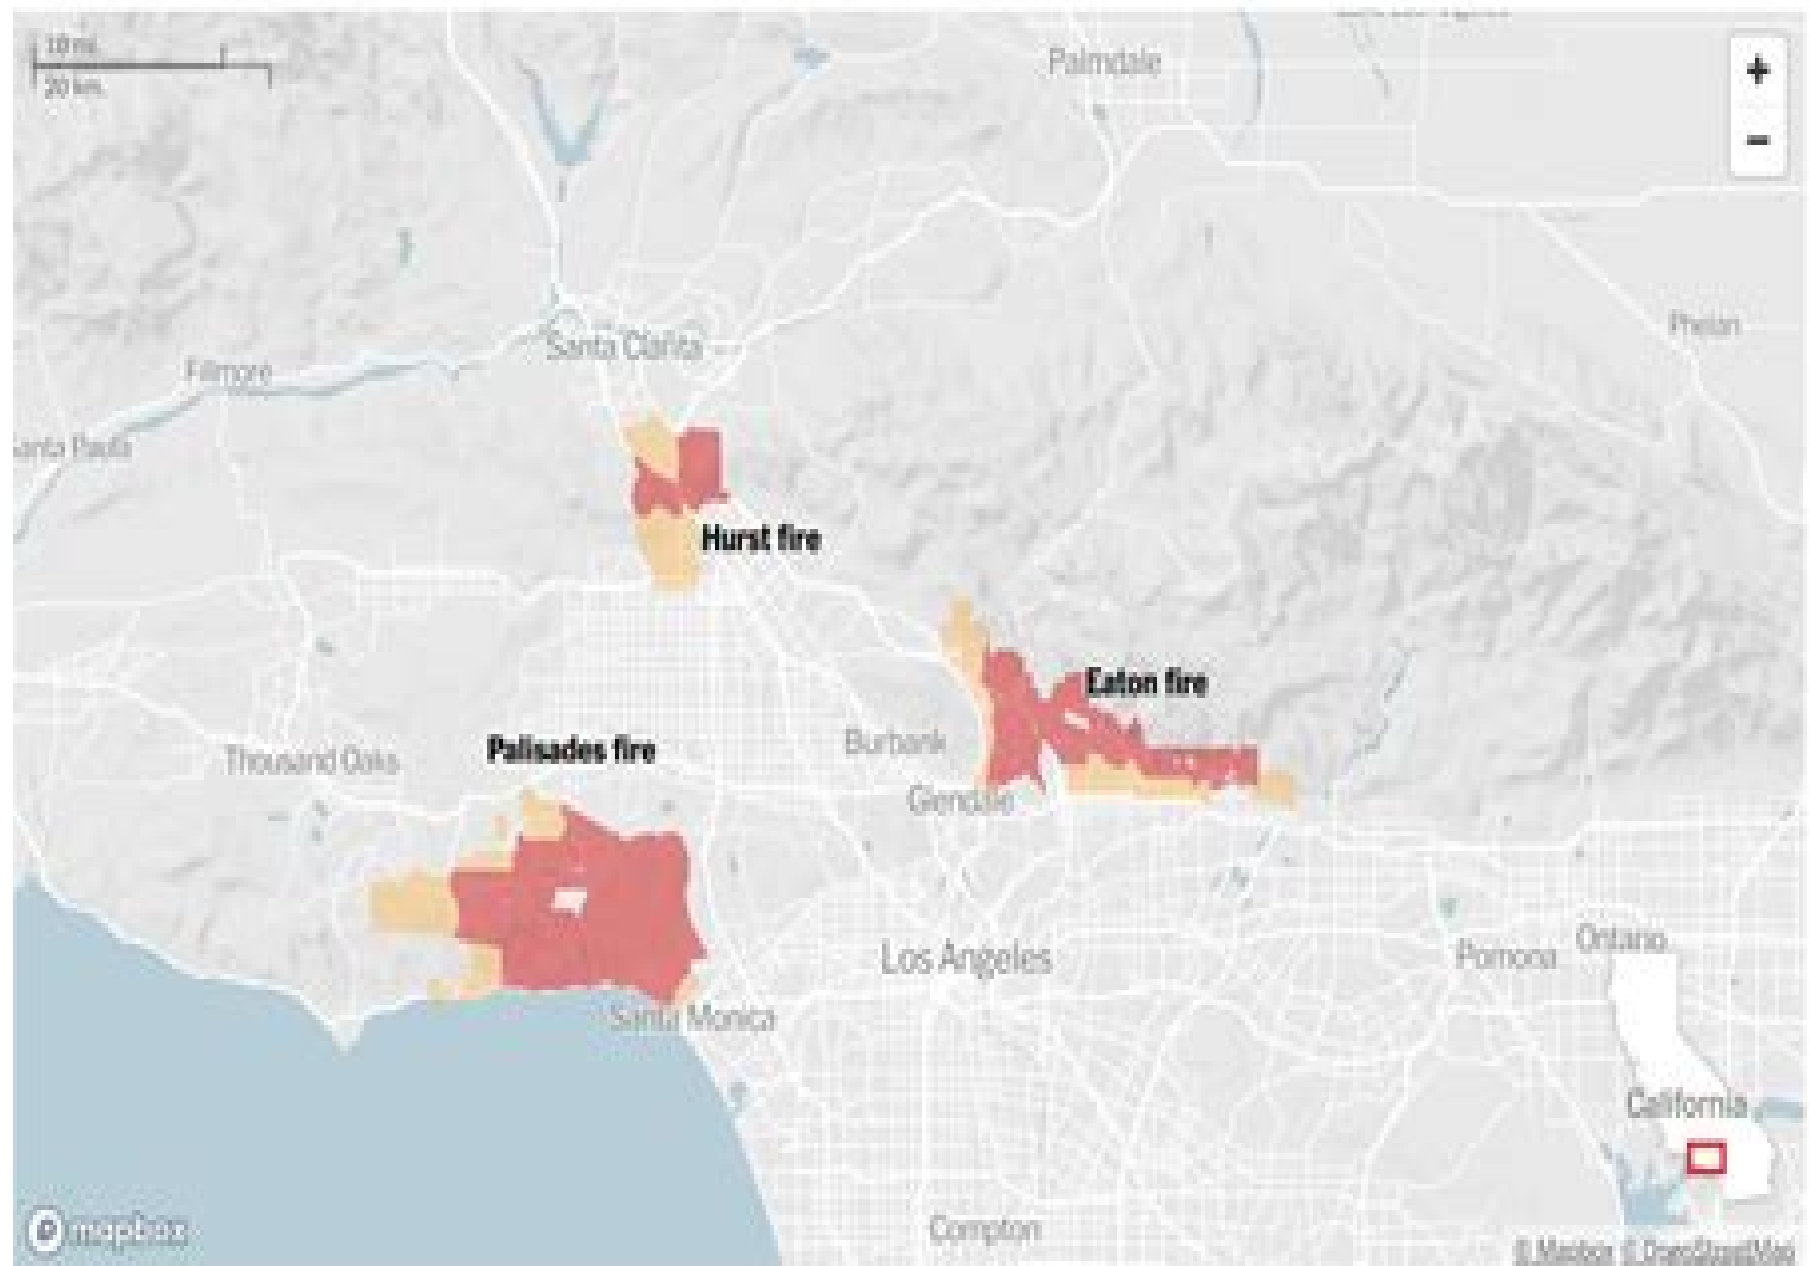 10 mi.
20 km
Palmdale
+
−
Phelan
Santa Clarita
Fillmore
Santa Paula
Hurst fire
Eaton fire
Burbank
Palisades fire
Thousand Oaks
Glendale
Los Angeles
Pomona
Ontario
Santa Monica
California
Compton
mapbox
© Mapbox © OpenStreetMap